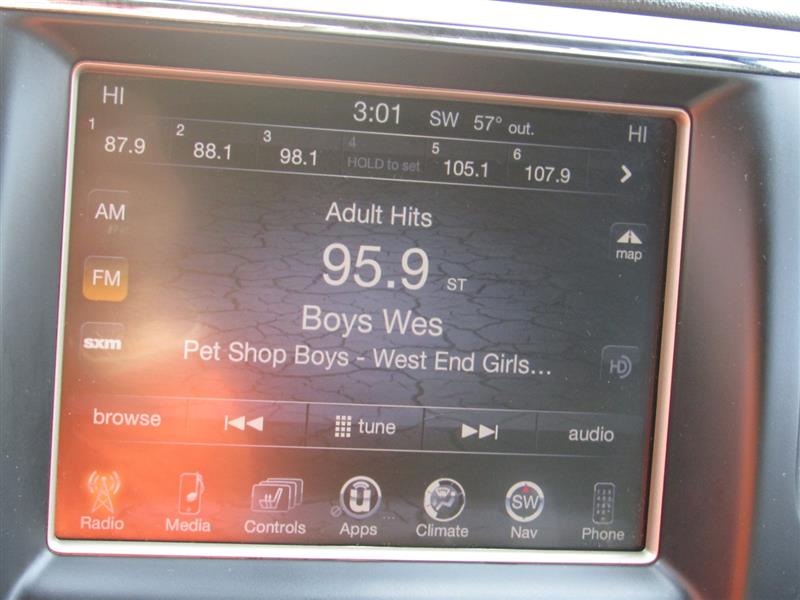 HI 3:01 SW 57° out. HI
1 87.9 2 88.1 3 98.1 4 HOLD to set 5 105.1 6 107.9
AM
Adult Hits
map
FM
95.9 ST
Boys Wes
sxm
Pet Shop Boys - West End Girls...
HD
browse tune audio
Radio Media Controls Apps Climate SW Nav Phone